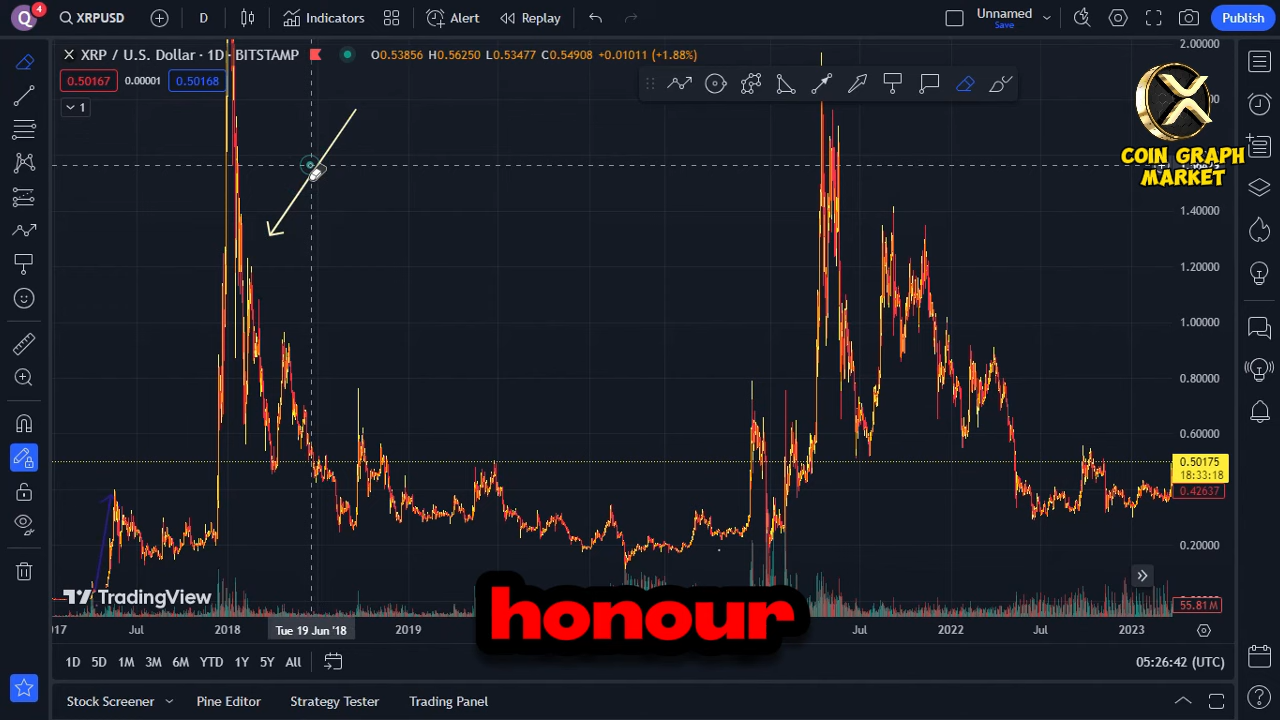 Q 4 XRPUSD D Indicators Alert Replay Unnamed Save Publish
XRP / U.S. Dollar · 1D · BITSTAMP O0.53856 H0.56250 L0.53477 C0.54908 +0.01011 (+1.88%)
0.50167 0.00001 0.50168
1
COIN GRAPH
MARKET
2.00000
1.40000
1.20000
1.00000
0.80000
0.60000
0.50175
18:33:18
0.42637
0.20000
55.81M
TradingView
honour
Jul 2018 Tue 19 Jun '18 2019 Jul 2022 Jul 2023
1D 5D 1M 3M 6M YTD 1Y 5Y All 05:26:42 (UTC)
Stock Screener Pine Editor Strategy Tester Trading Panel